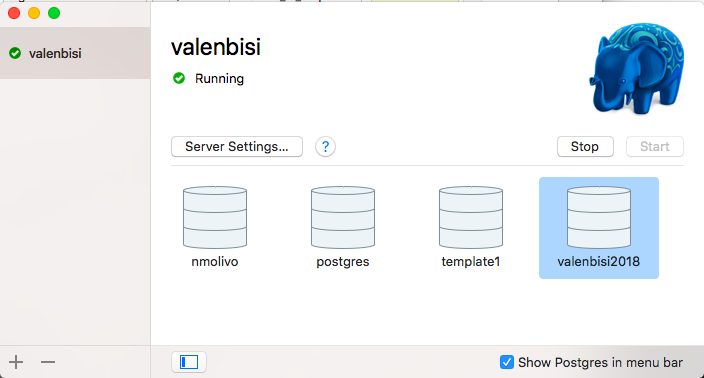 valenbisi
valenbisi
Running
Server Settings...
?
Stop
Start
nmolivo
postgres
template1
valenbisi2018
Show Postgres in menu bar